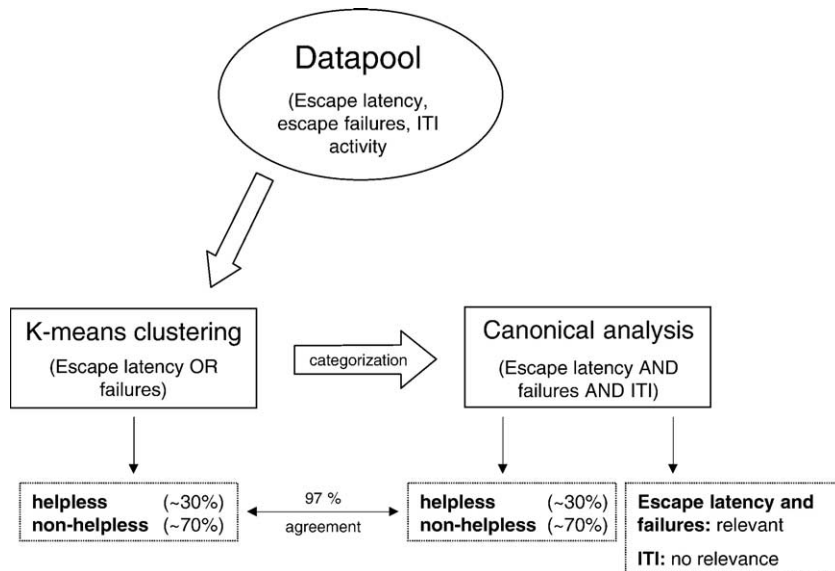 Datapool
(Escape latency,
escape failures, ITI
activity
K-means clustering
(Escape latency OR
failures)
categorization
Canonical analysis
(Escape latency AND
failures AND ITI)
helpless (~30%)
non-helpless (~70%)
97 %
agreement
helpless (~30%)
non-helpless (~70%)
Escape latency and
failures: relevant
ITI: no relevance